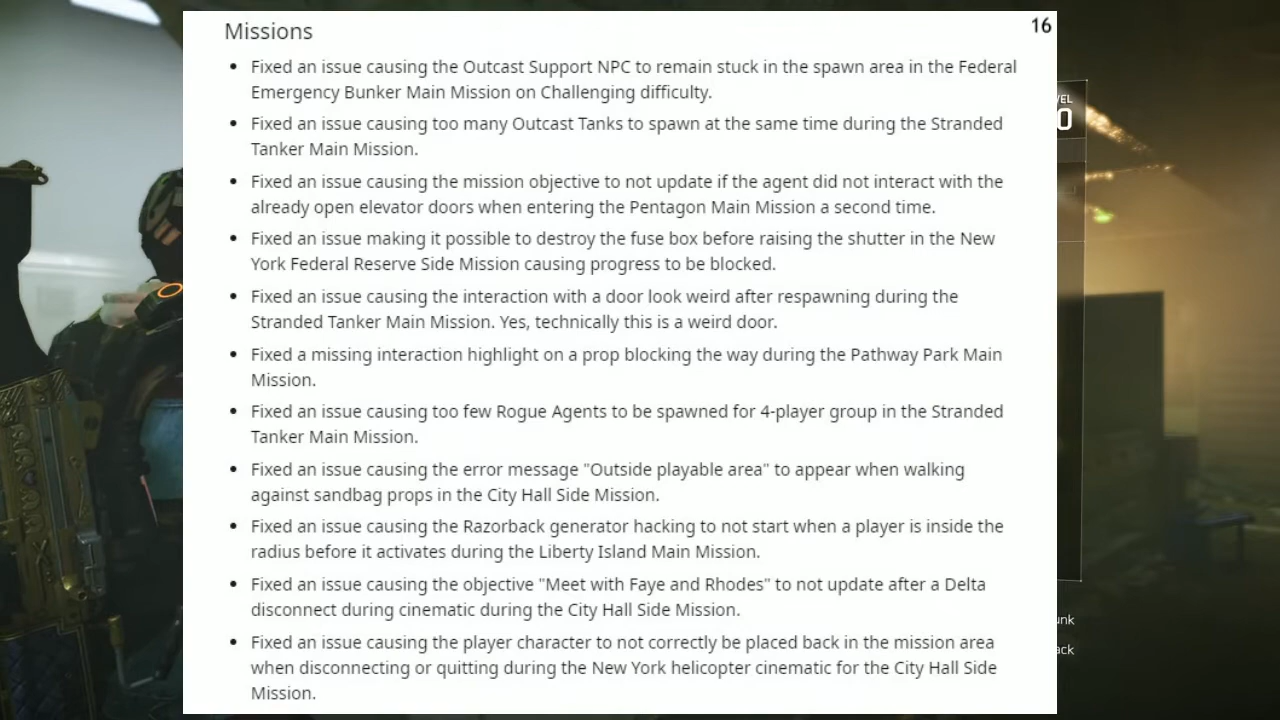 Missions
16
Fixed an issue causing the Outcast Support NPC to remain stuck in the spawn area in the Federal
Emergency Bunker Main Mission on Challenging difficulty.
Fixed an issue causing too many Outcast Tanks to spawn at the same time during the Stranded
Tanker Main Mission.
Fixed an issue causing the mission objective to not update if the agent did not interact with the
already open elevator doors when entering the Pentagon Main Mission a second time.
Fixed an issue making it possible to destroy the fuse box before raising the shutter in the New
York Federal Reserve Side Mission causing progress to be blocked.
Fixed an issue causing the interaction with a door look weird after respawning during the
Stranded Tanker Main Mission. Yes, technically this is a weird door.
Fixed a missing interaction highlight on a prop blocking the way during the Pathway Park Main
Mission.
Fixed an issue causing too few Rogue Agents to be spawned for 4-player group in the Stranded
Tanker Main Mission.
Fixed an issue causing the error message "Outside playable area" to appear when walking
against sandbag props in the City Hall Side Mission.
Fixed an issue causing the Razorback generator hacking to not start when a player is inside the
radius before it activates during the Liberty Island Main Mission.
Fixed an issue causing the objective "Meet with Faye and Rhodes" to not update after a Delta
disconnect during cinematic during the City Hall Side Mission.
Fixed an issue causing the player character to not correctly be placed back in the mission area
when disconnecting or quitting during the New York helicopter cinematic for the City Hall Side
Mission.